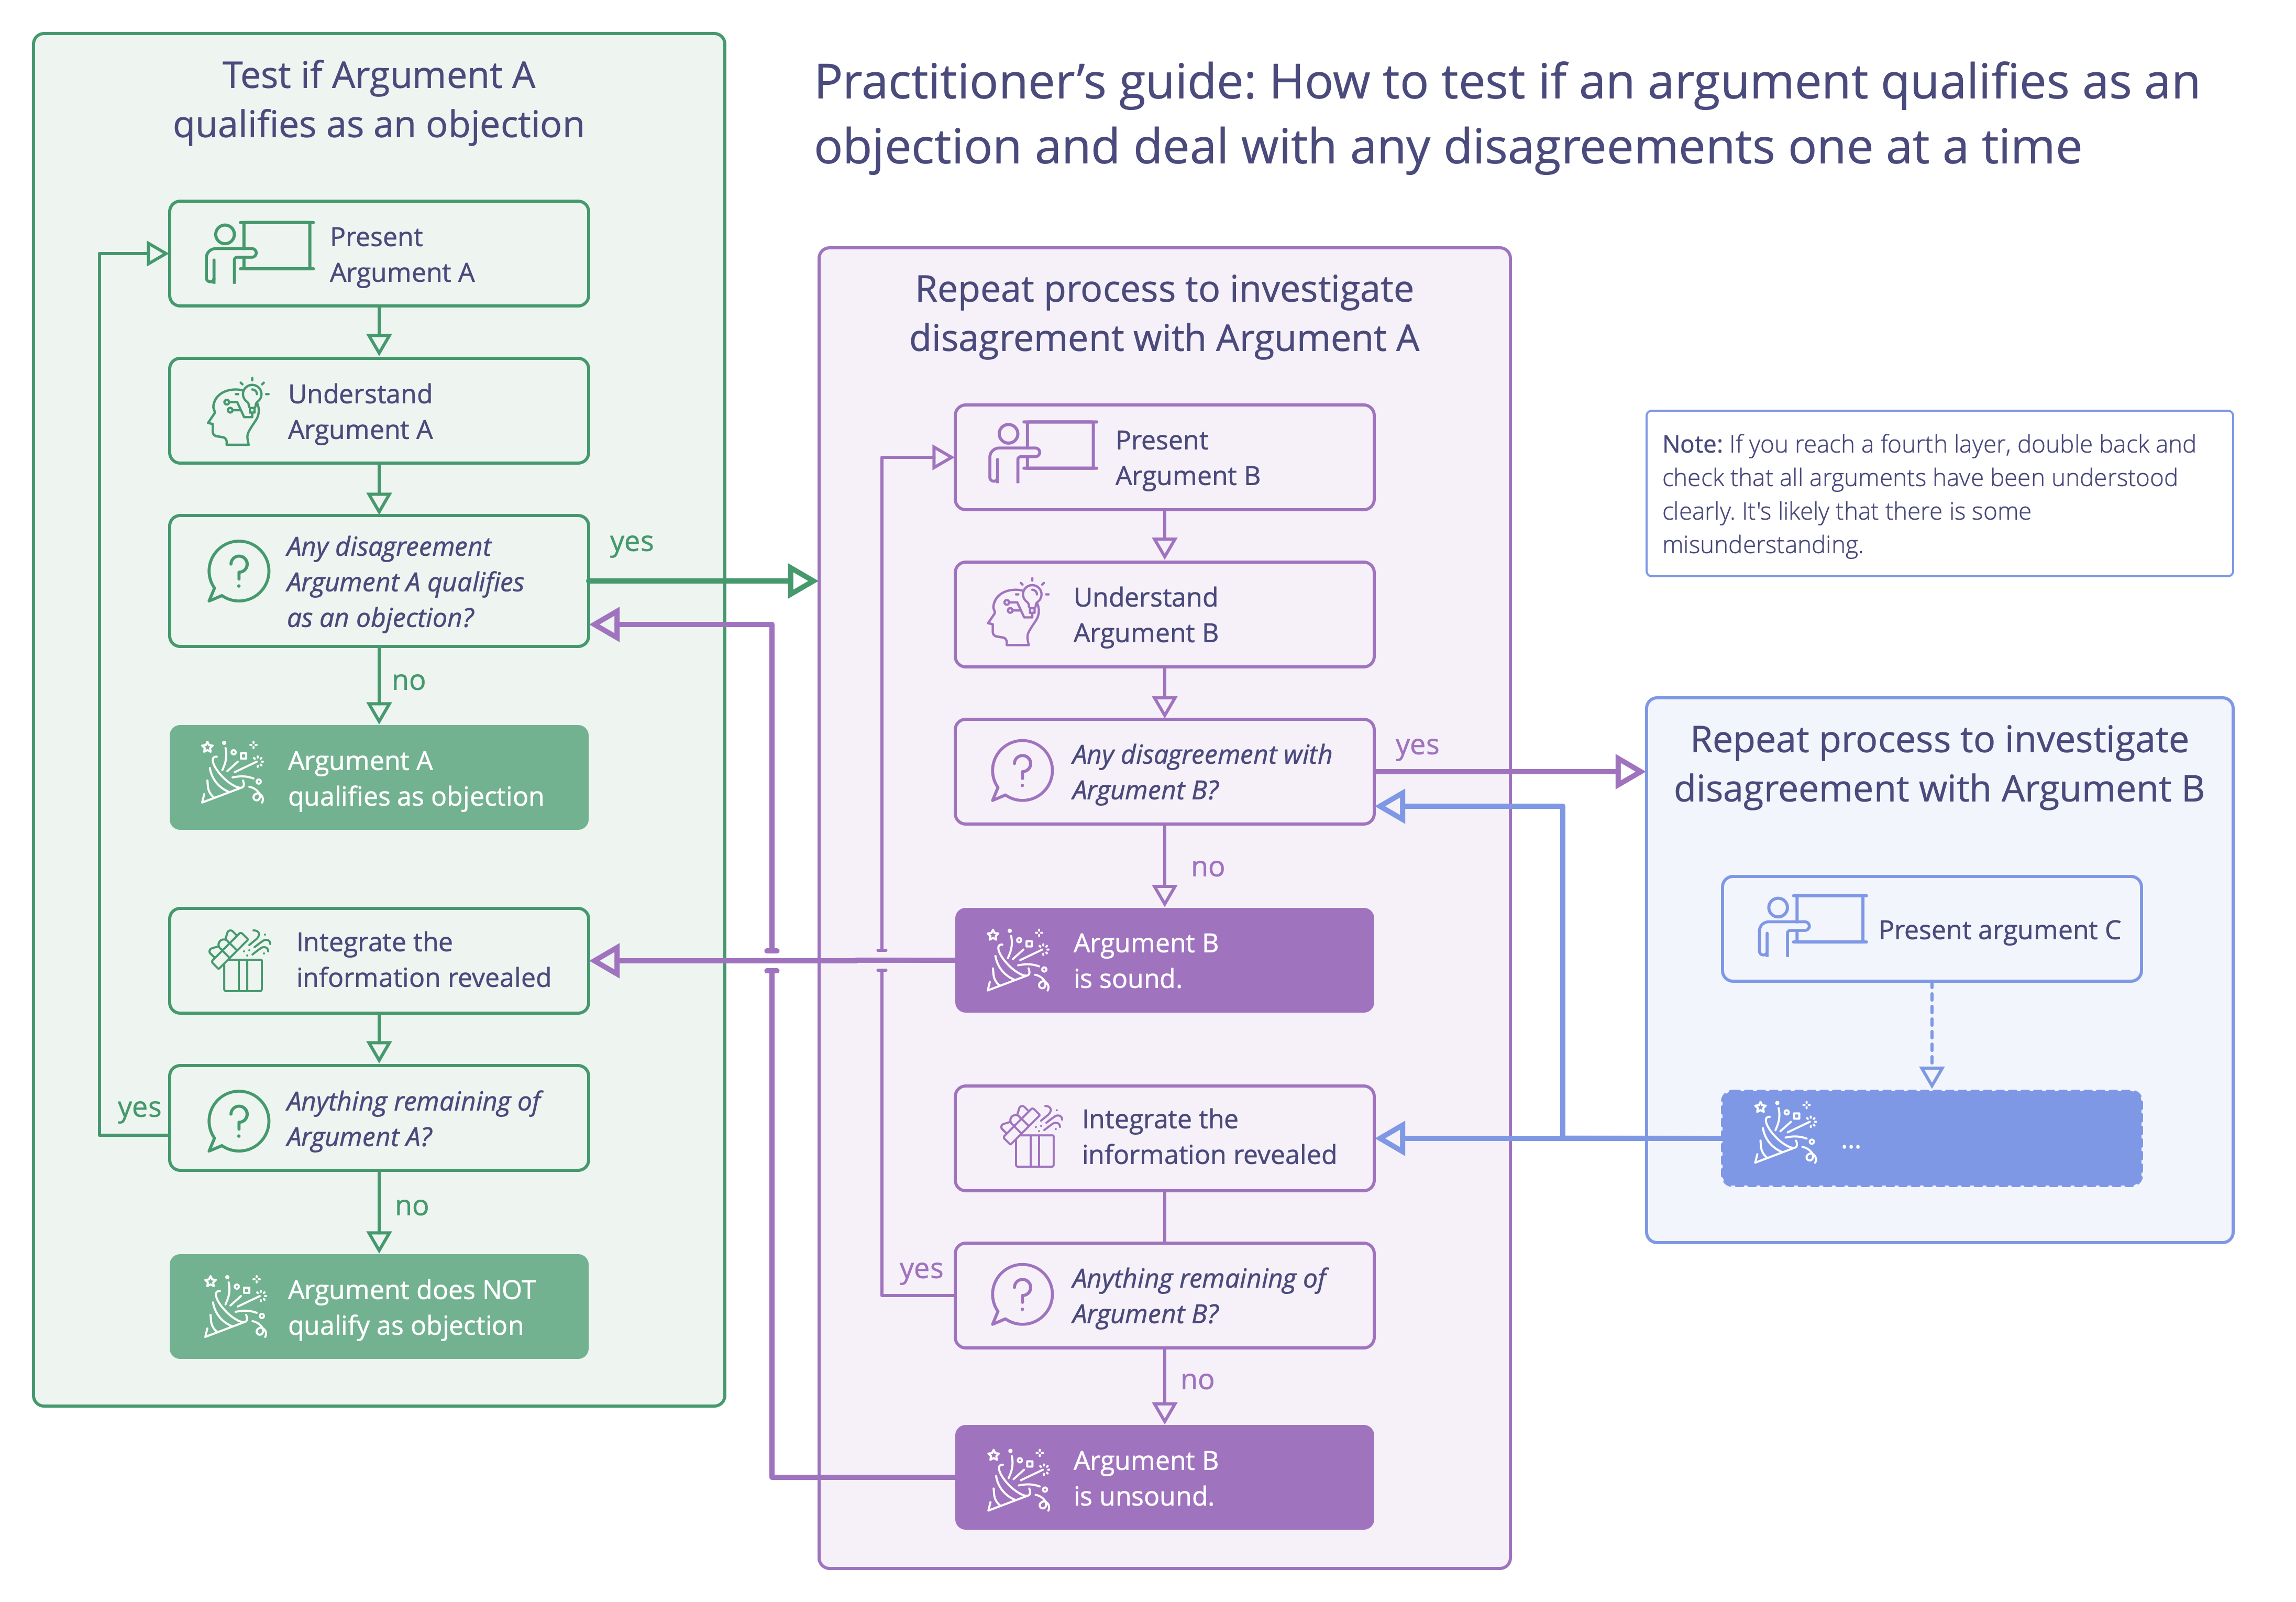 Practitioner’s guide: How to test if an argument qualifies as an
objection and deal with any disagreements one at a time
Test if Argument A
qualifies as an objection
Present
Argument A
Understand
Argument A
Any disagreement
Argument A qualifies
as an objection?
yes
no
Argument A
qualifies as objection
Integrate the
information revealed
Anything remaining of
Argument A?
yes
no
Argument does NOT
qualify as objection
Repeat process to investigate
disagrement with Argument A
Present
Argument B
Understand
Argument B
Any disagreement with
Argument B?
yes
no
Argument B
is sound.
Integrate the
information revealed
Anything remaining of
Argument B?
yes
no
Argument B
is unsound.
Note: If you reach a fourth layer, double back and
check that all arguments have been understood
clearly. It's likely that there is some
misunderstanding.
Repeat process to investigate
disagreement with Argument B
Present argument C
...